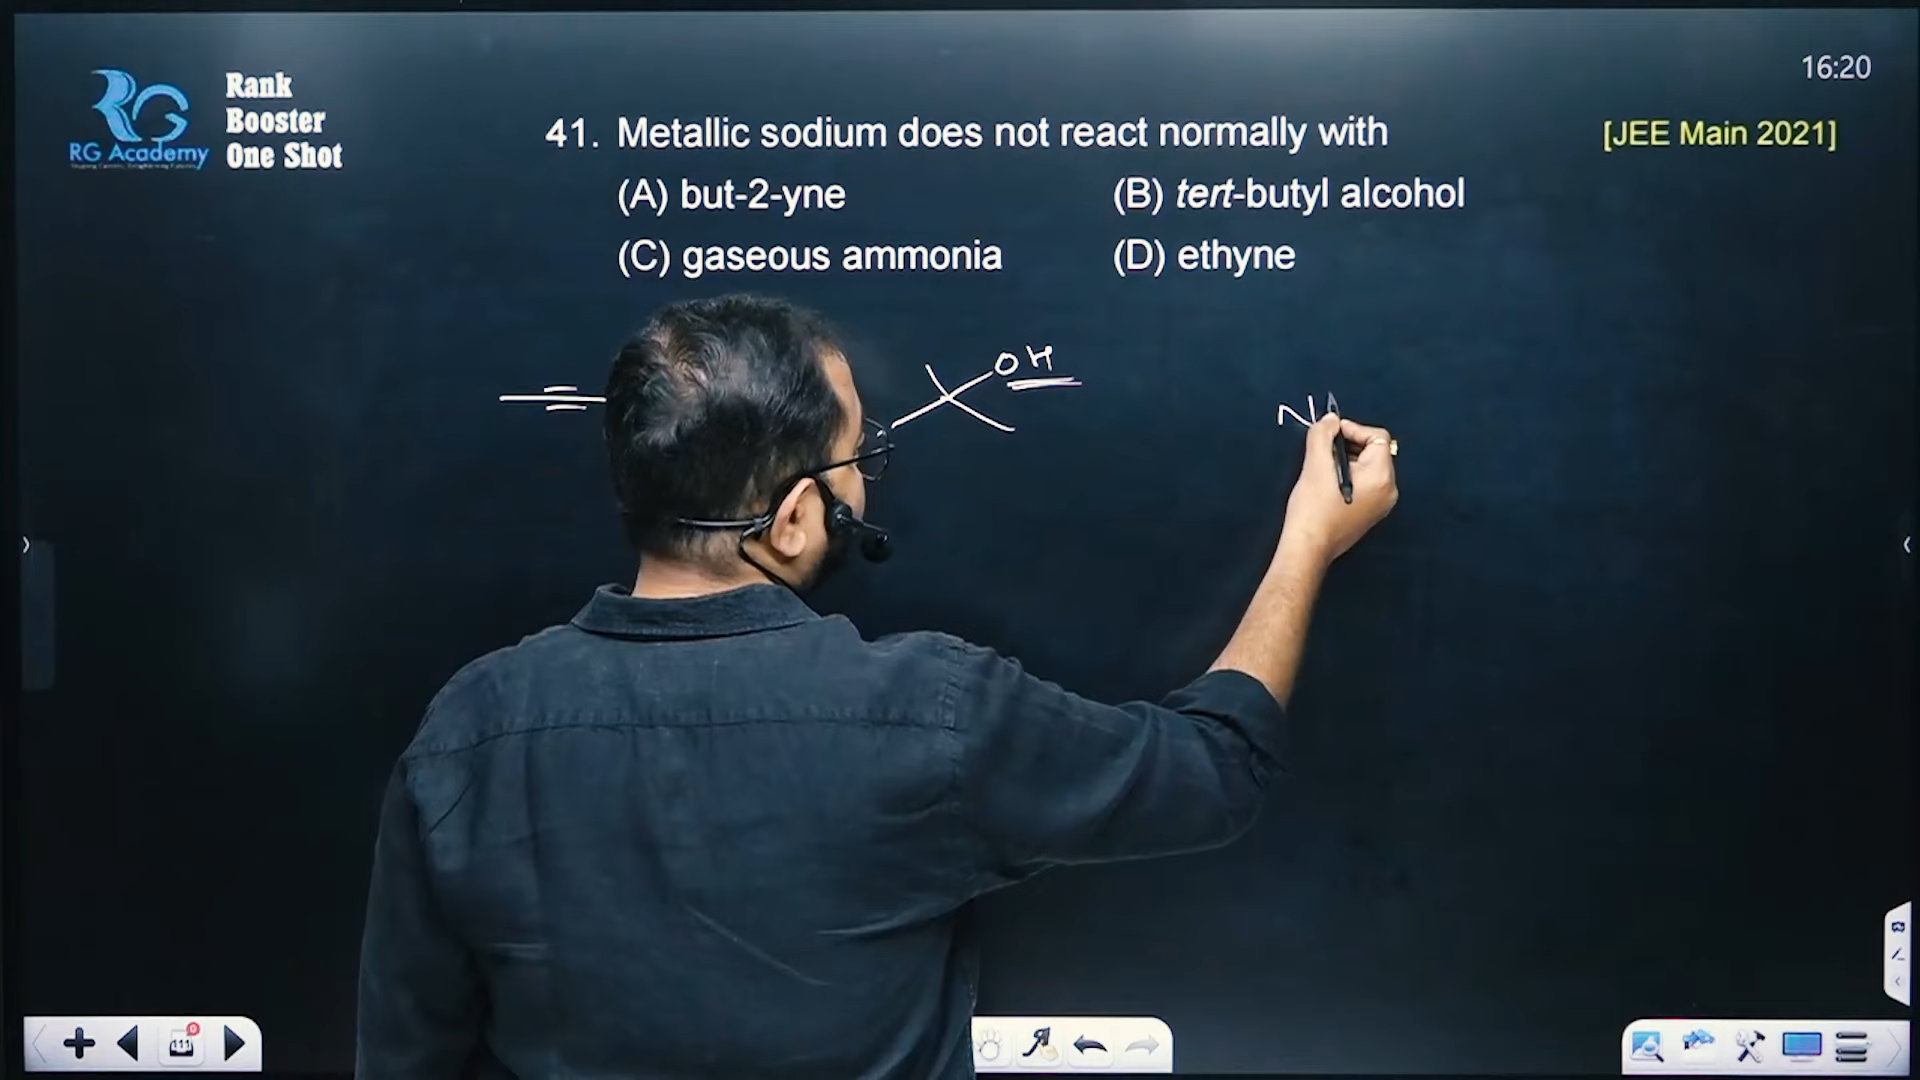 16:20
Rank
Booster
One Shot
RG Academy
41. Metallic sodium does not react normally with [JEE Main 2021]
(A) but-2-yne (B) tert-butyl alcohol
(C) gaseous ammonia (D) ethyne
OH
N